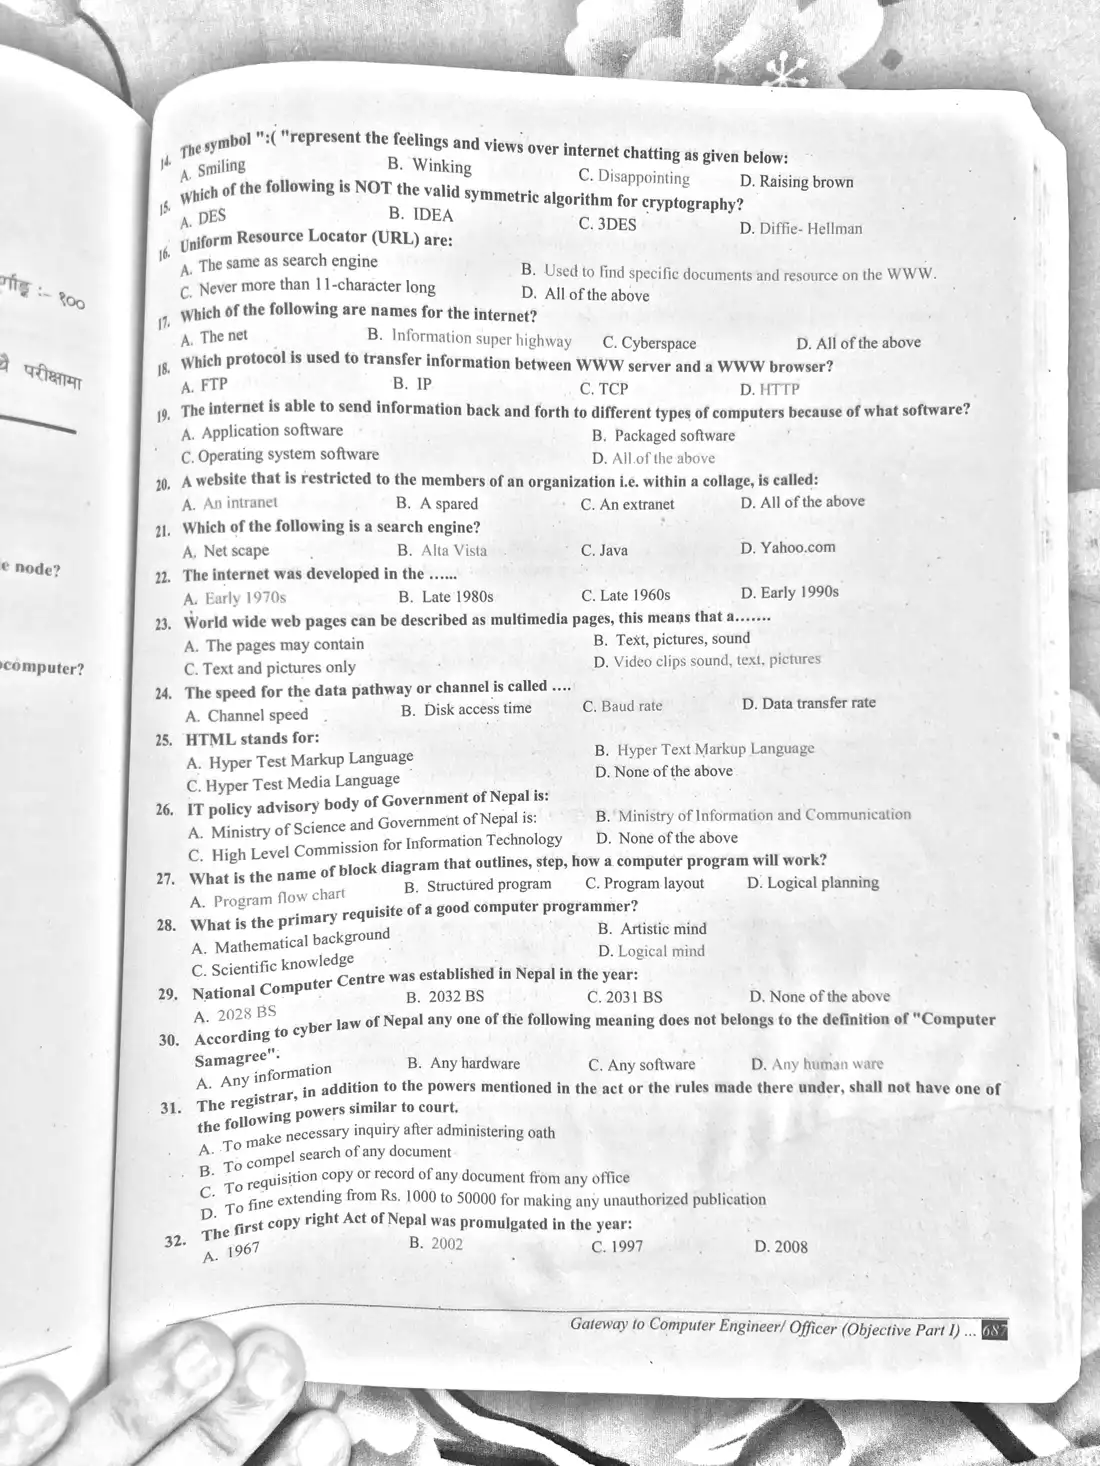 र्णाङ्क :– १००
परीक्षामा
e node?
computer?
14. The symbol ":( "represent the feelings and views over internet chatting as given below:
A. Smiling B. Winking C. Disappointing D. Raising brown
15. Which of the following is NOT the valid symmetric algorithm for cryptography?
A. DES B. IDEA C. 3DES D. Diffie- Hellman
16. Uniform Resource Locator (URL) are:
A. The same as search engine B. Used to find specific documents and resource on the WWW.
C. Never more than 11-character long D. All of the above
17. Which of the following are names for the internet?
A. The net B. Information super highway C. Cyberspace D. All of the above
18. Which protocol is used to transfer information between WWW server and a WWW browser?
A. FTP B. IP C. TCP D. HTTP
19. The internet is able to send information back and forth to different types of computers because of what software?
A. Application software B. Packaged software
C. Operating system software D. All of the above
20. A website that is restricted to the members of an organization i.e. within a collage, is called:
A. An intranet B. A spared C. An extranet D. All of the above
21. Which of the following is a search engine?
A. Net scape B. Alta Vista C. Java D. Yahoo.com
22. The internet was developed in the ......
A. Early 1970s B. Late 1980s C. Late 1960s D. Early 1990s
23. World wide web pages can be described as multimedia pages, this means that a.......
A. The pages may contain B. Text, pictures, sound
C. Text and pictures only D. Video clips sound, text, pictures
24. The speed for the data pathway or channel is called ....
A. Channel speed B. Disk access time C. Baud rate D. Data transfer rate
25. HTML stands for:
A. Hyper Test Markup Language B. Hyper Text Markup Language
C. Hyper Test Media Language D. None of the above
26. IT policy advisory body of Government of Nepal is:
A. Ministry of Science and Government of Nepal is: B. Ministry of Information and Communication
C. High Level Commission for Information Technology D. None of the above
27. What is the name of block diagram that outlines, step, how a computer program will work?
A. Program flow chart B. Structured program C. Program layout D. Logical planning
28. What is the primary requisite of a good computer programmer?
A. Mathematical background B. Artistic mind
C. Scientific knowledge D. Logical mind
29. National Computer Centre was established in Nepal in the year:
A. 2028 BS B. 2032 BS C. 2031 BS D. None of the above
30. According to cyber law of Nepal any one of the following meaning does not belongs to the definition of "Computer
Samagree":
A. Any information B. Any hardware C. Any software D. Any human ware
31. The registrar, in addition to the powers mentioned in the act or the rules made there under, shall not have one of
the following powers similar to court.
A. To make necessary inquiry after administering oath
B. To compel search of any document
C. To requisition copy or record of any document from any office
D. To fine extending from Rs. 1000 to 50000 for making any unauthorized publication
32. The first copy right Act of Nepal was promulgated in the year:
A. 1967 B. 2002 C. 1997 D. 2008
Gateway to Computer Engineer/ Officer (Objective Part I) ... 687